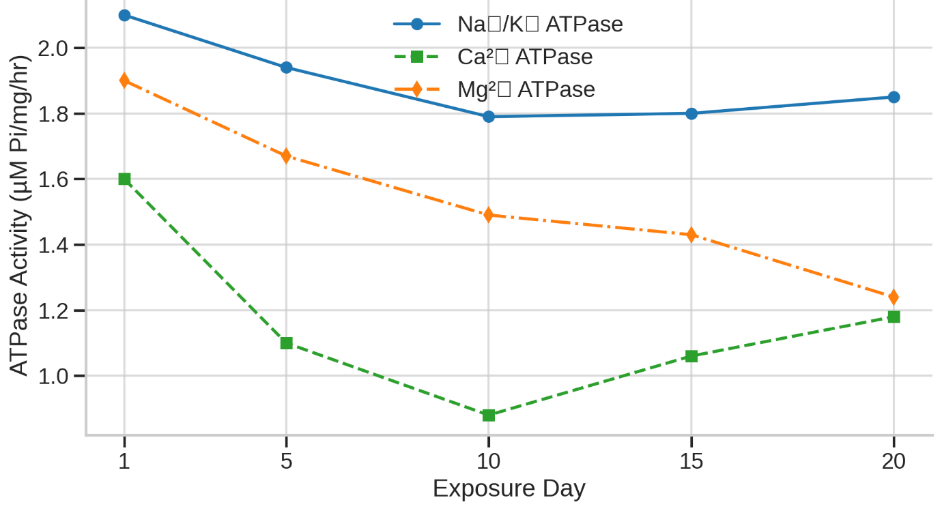 Na▯/K▯ ATPase
Ca²▯ ATPase
Mg²▯ ATPase
ATPase Activity (µM Pi/mg/hr)
2.0
1.8
1.6
1.4
1.2
1.0
1 5 10 15 20
Exposure Day